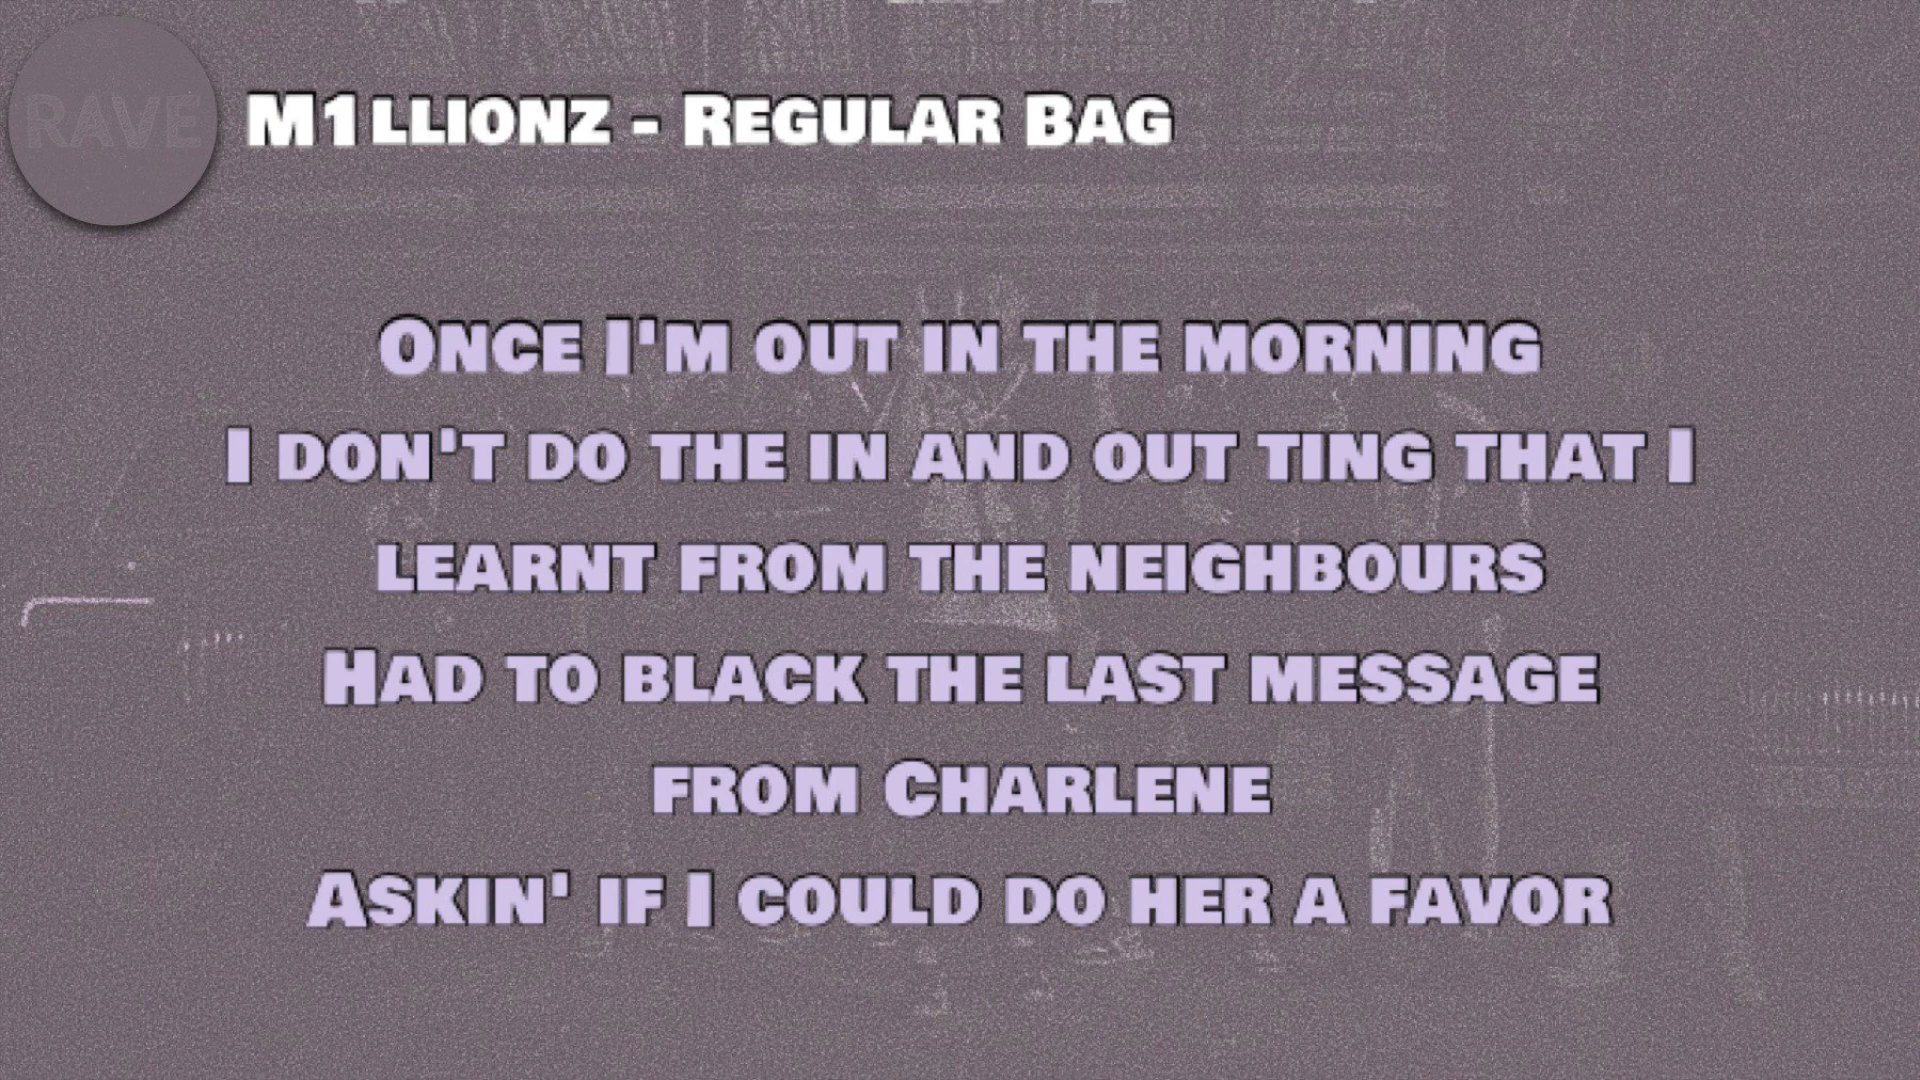 RAVE
M1llionz - Regular Bag
Once I'm out in the morning
I don't do the in and out ting that I
learnt from the neighbours
Had to black the last message
from Charlene
Askin' if I could do her a favor